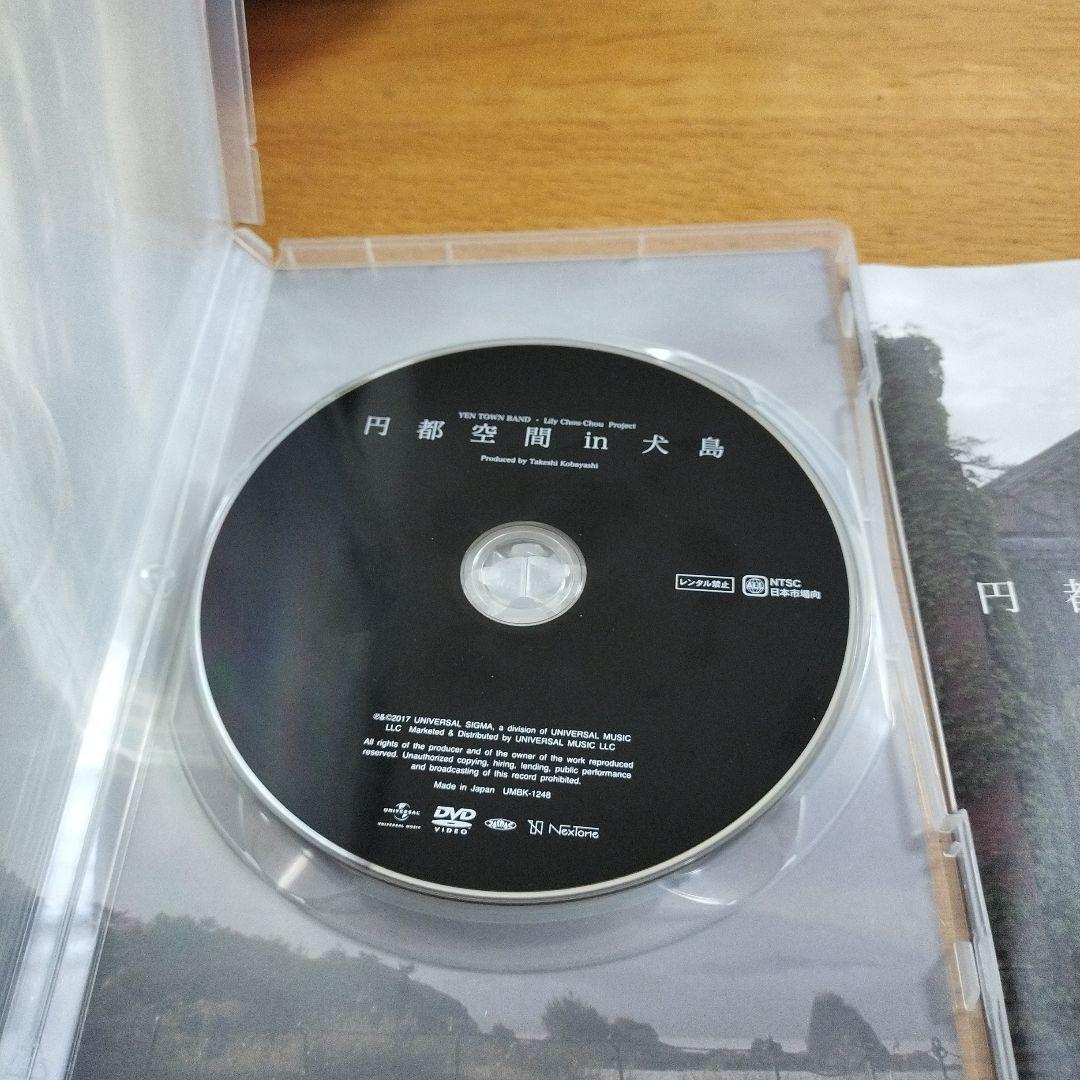 YEN TOWN BAND・Lily Chou-Chou Project
円都空間 in 犬島
Produced by Takeshi Kobayashi
レンタル禁止
ALL
NTSC
日本市場向
℗&©2017 UNIVERSAL SIGMA, a division of UNIVERSAL MUSIC
LLC Marketed & Distributed by UNIVERSAL MUSIC LLC
All rights of the producer and of the owner of the work reproduced
reserved. Unauthorized copying, hiring, lending, public performance
and broadcasting of this record prohibited.
Made in Japan UMBK-1248
UNIVERSAL
UNIVERSAL MUSIC
DVD
VIDEO
JASRAC
NexTone
円都